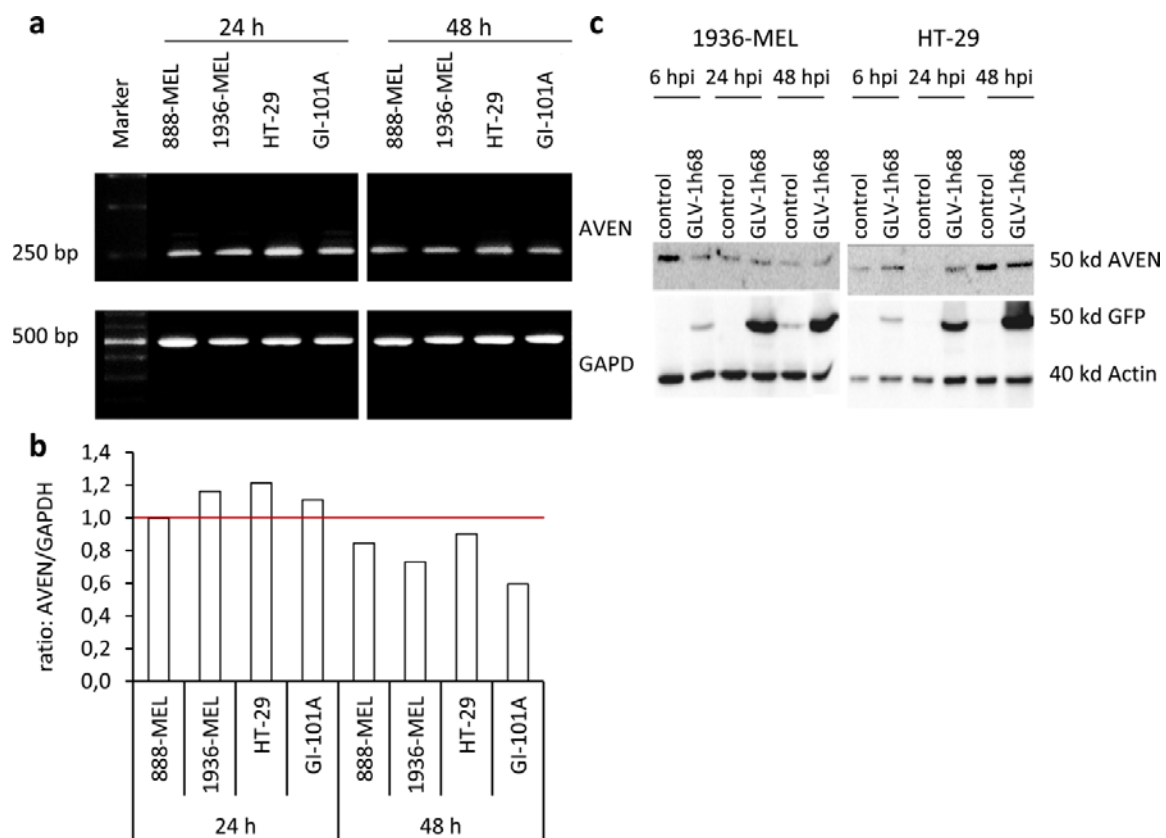 a
24 h
48 h
Marker
888-MEL
1936-MEL
HT-29
GI-101A
888-MEL
1936-MEL
HT-29
GI-101A
250 bp
AVEN
500 bp
GAPD
b
1,4
1,2
1,0
0,8
0,6
0,4
0,2
0,0
ratio: AVEN/GAPDH
888-MEL
1936-MEL
HT-29
GI-101A
888-MEL
1936-MEL
HT-29
GI-101A
24 h
48 h
c
1936-MEL
HT-29
6 hpi 24 hpi 48 hpi
6 hpi 24 hpi 48 hpi
control
GLV-1h68
control
GLV-1h68
control
GLV-1h68
control
GLV-1h68
control
GLV-1h68
control
GLV-1h68
50 kd AVEN
50 kd GFP
40 kd Actin